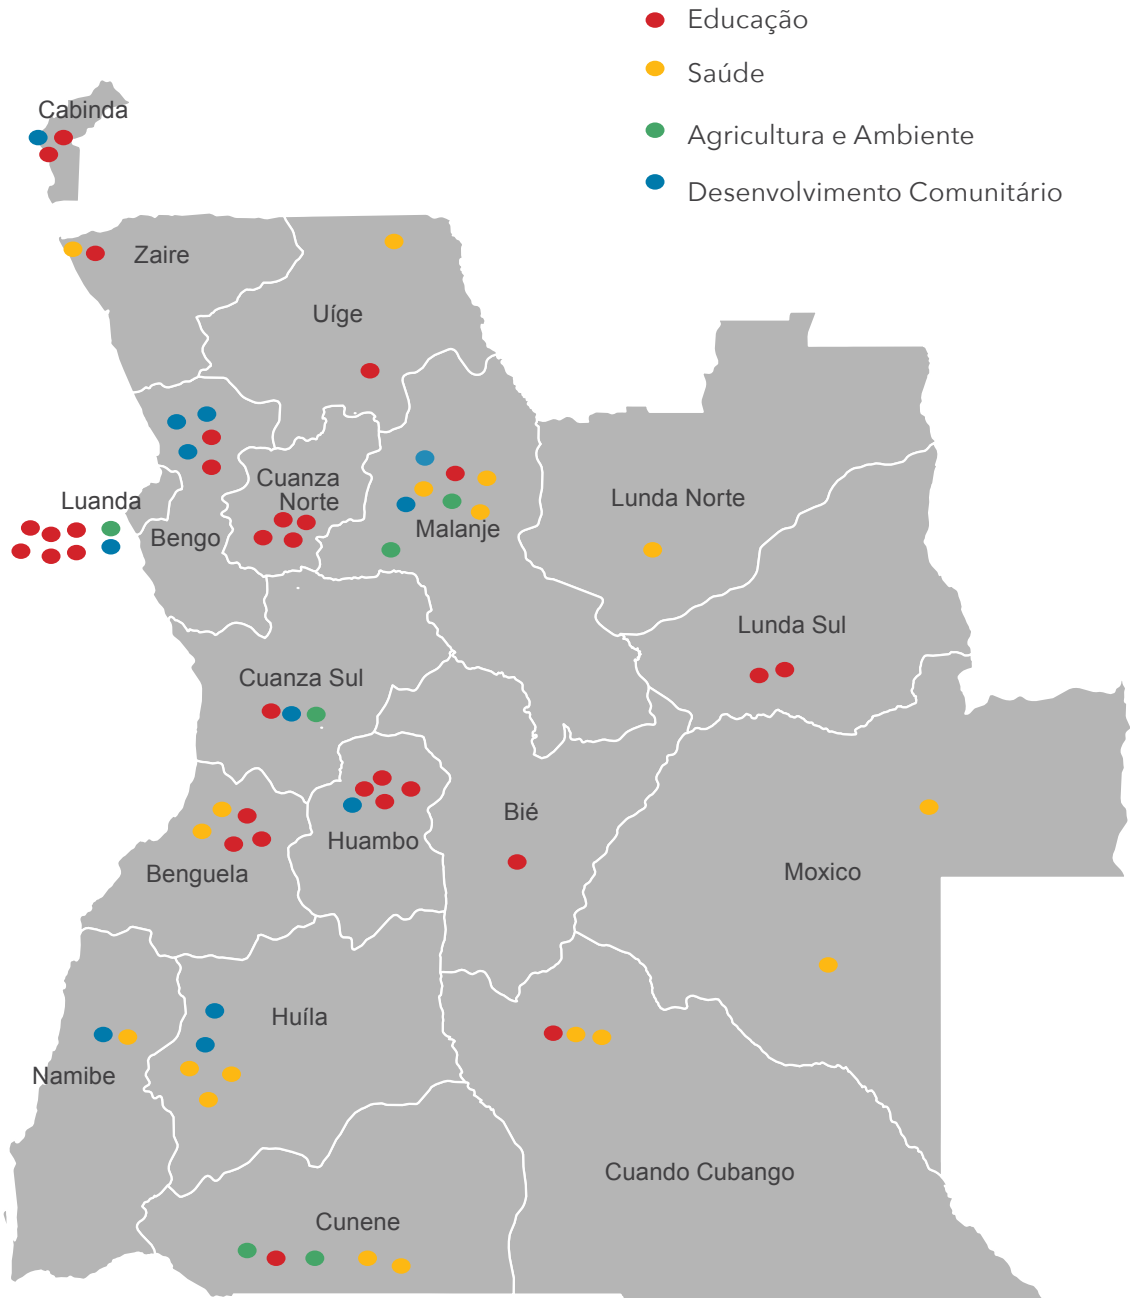 Educação
Saúde
Agricultura e Ambiente
Desenvolvimento Comunitário
Cabinda
Zaire
Uíge
Luanda
Bengo
Cuanza
Norte
Malanje
Lunda Norte
Lunda Sul
Cuanza Sul
Benguela
Huambo
Bié
Moxico
Namibe
Huíla
Cuando Cubango
Cunene